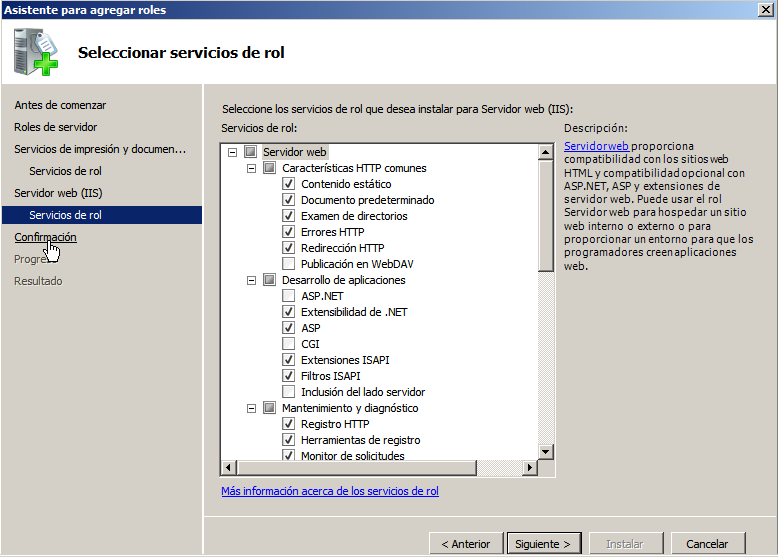 Asistente para agregar roles
Seleccionar servicios de rol
Antes de comenzar
Roles de servidor
Servicios de impresión y documen...
Servicios de rol
Servidor web (IIS)
Servicios de rol
Confirmación
Progreso
Resultado
Seleccione los servicios de rol que desea instalar para Servidor web (IIS):
Servicios de rol:
Servidor web
Características HTTP comunes
Contenido estático
Documento predeterminado
Examen de directorios
Errores HTTP
Redirección HTTP
Publicación en WebDAV
Desarrollo de aplicaciones
ASP.NET
Extensibilidad de .NET
ASP
CGI
Extensiones ISAPI
Filtros ISAPI
Inclusión del lado servidor
Mantenimiento y diagnóstico
Registro HTTP
Herramientas de registro
Monitor de solicitudes
Más información acerca de los servicios de rol
Descripción:
Servidor web proporciona
compatibilidad con los sitios web
HTML y compatibilidad opcional con
ASP.NET, ASP y extensiones de
servidor web. Puede usar el rol
Servidor web para hospedar un sitio
web interno o externo o para
proporcionar un entorno para que los
programadores creen aplicaciones
web.
< Anterior
Siguiente >
Instalar
Cancelar